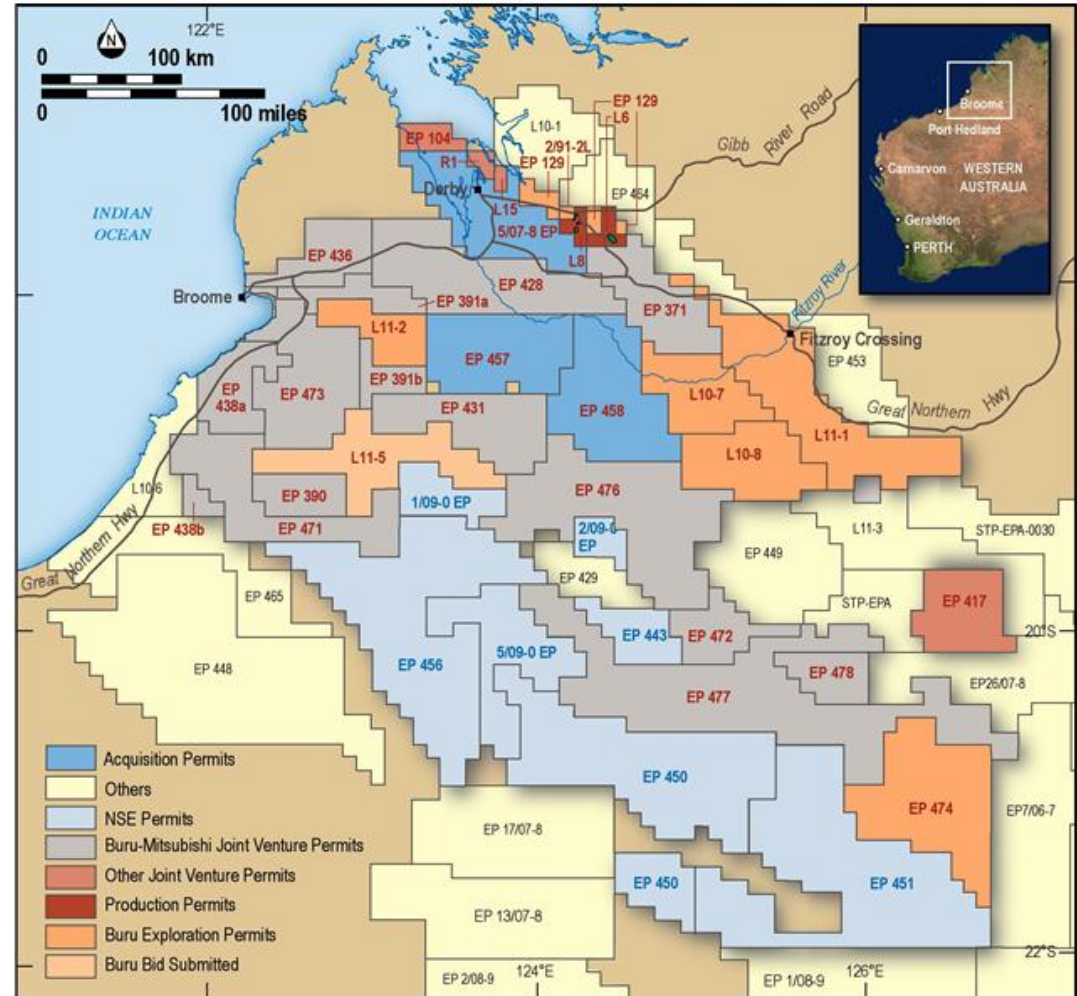 122°E
N
0 100 km
0 100 miles
INDIAN
OCEAN
Broome
Port Hedland
Carnarvon
WESTERN
AUSTRALIA
Geraldton
PERTH
EP 129
L6
L10-1
2/91-2L
EP 129
EP 104
R1
Derby
EP 464
Gibb River Road
L15
5/07-8 EP
L8
EP 436
EP 428
Broome
EP 391a
EP 371
Fitzroy River
L11-2
Fitzroy Crossing
EP 457
EP 453
EP 391b
EP
438a
EP 473
L10-7
EP 431
EP 458
Great Northern Hwy
L11-1
L10-8
L11-5
L10-6
EP 390
1/09-0 EP
EP 476
EP 438b
EP 471
2/09-0
EP
L11-3
STP-EPA-0030
Great Northern Hwy
EP 449
EP 429
EP 465
STP-EPA
EP 417
20°S
EP 443
EP 472
EP 448
EP 456
5/09-0 EP
EP 478
EP26/07-8
EP 477
Acquisition Permits
Others
NSE Permits
Buru-Mitsubishi Joint Venture Permits
Other Joint Venture Permits
Production Permits
Buru Exploration Permits
Buru Bid Submitted
EP 450
EP 474
EP7/06-7
EP 17/07-8
EP 450
EP 451
EP 13/07-8
22°S
EP 2/08-9
124°E
EP 1/08-9
126°E